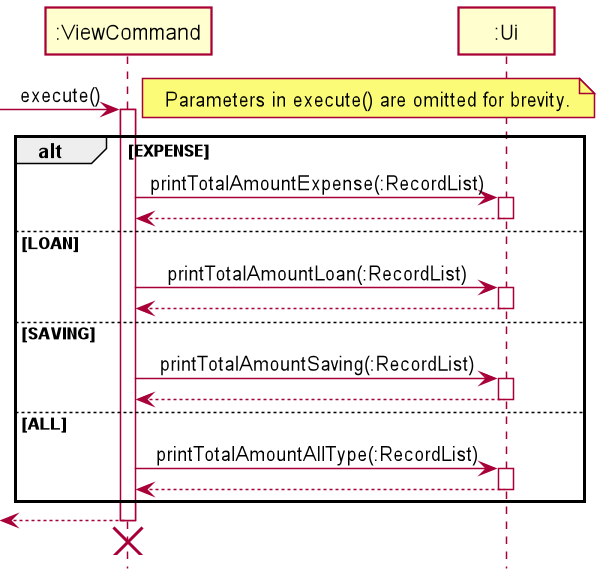 :ViewCommand
:Ui
execute()
Parameters in execute() are omitted for brevity.
alt
[EXPENSE]
printTotalAmountExpense(:RecordList)
[LOAN]
printTotalAmountLoan(:RecordList)
[SAVING]
printTotalAmountSaving(:RecordList)
[ALL]
printTotalAmountAllType(:RecordList)